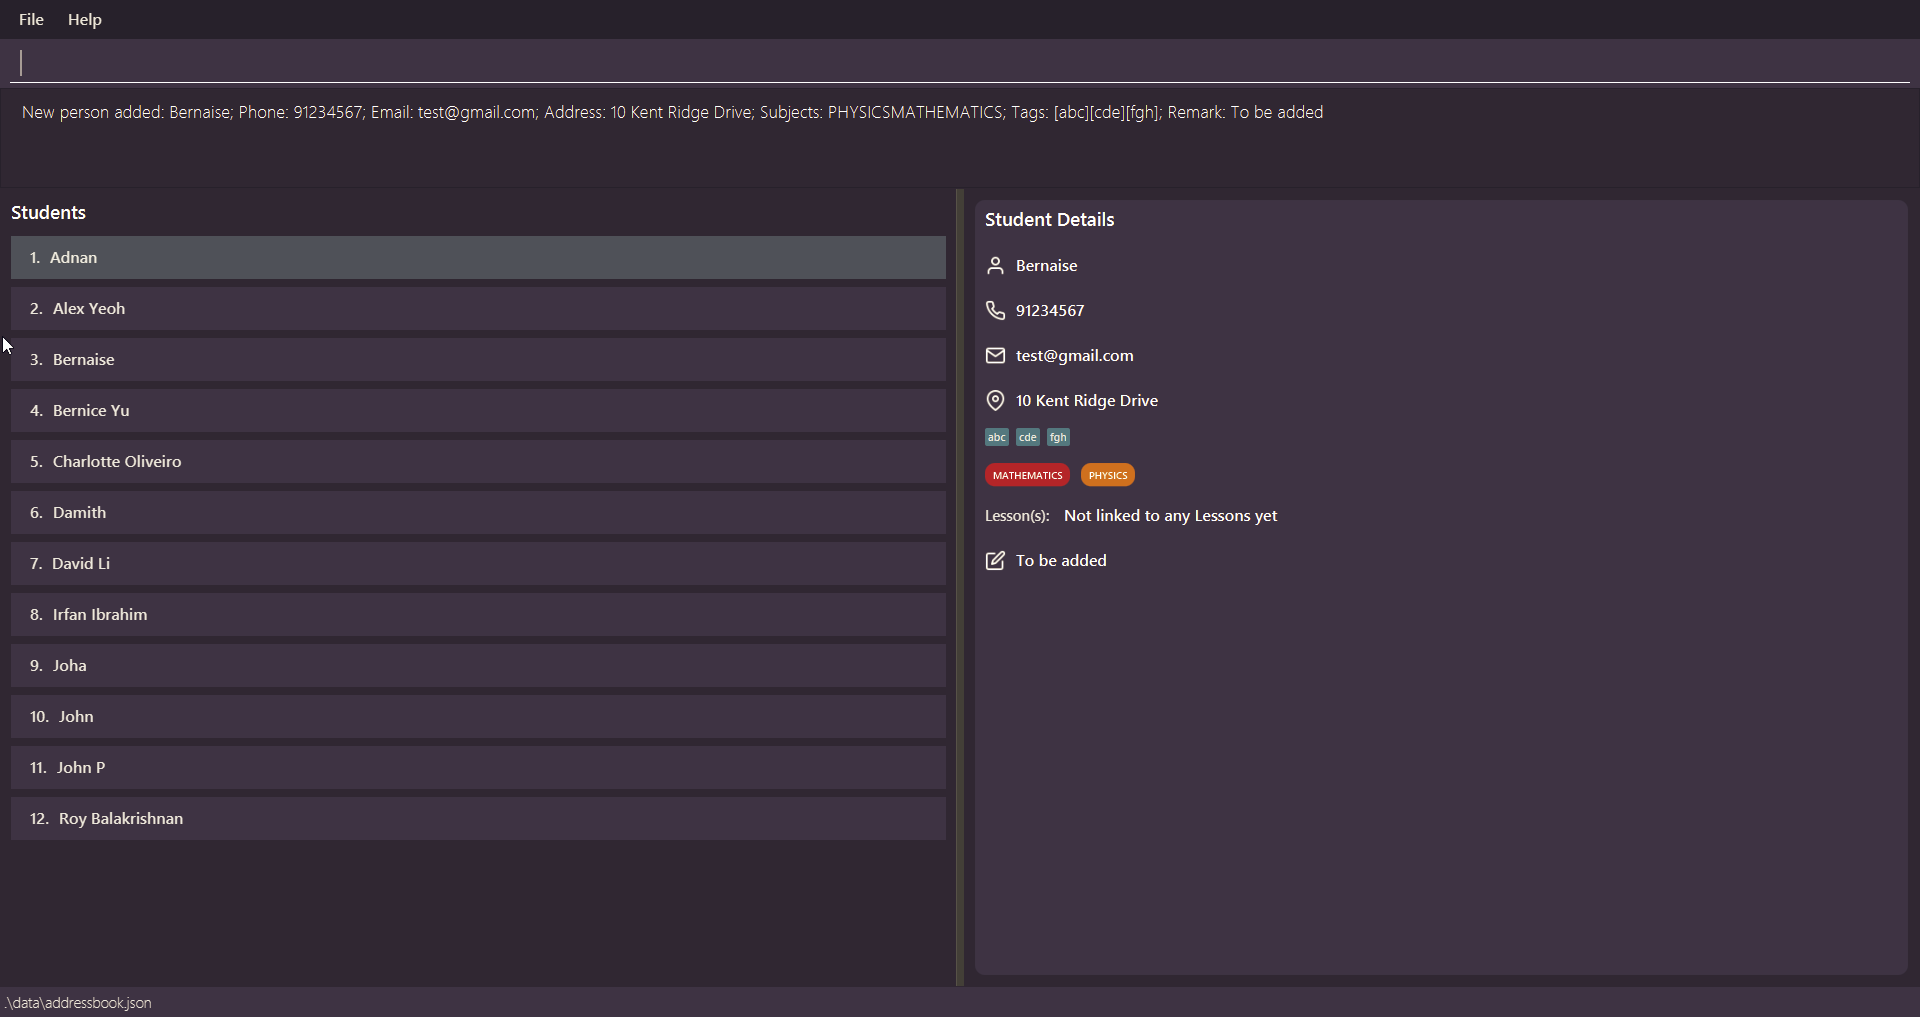 File Help
New person added: Bernaise; Phone: 91234567; Email: test@gmail.com; Address: 10 Kent Ridge Drive; Subjects: PHYSICSMATHEMATICS; Tags: [abc][cde][fgh]; Remark: To be added
Students
1. Adnan
2. Alex Yeoh
3. Bernaise
4. Bernice Yu
5. Charlotte Oliveiro
6. Damith
7. David Li
8. Irfan Ibrahim
9. Joha
10. John
11. John P
12. Roy Balakrishnan
Student Details
Bernaise
91234567
test@gmail.com
10 Kent Ridge Drive
abc cde fgh
MATHEMATICS PHYSICS
Lesson(s): Not linked to any Lessons yet
To be added
.\data\addressbook.json